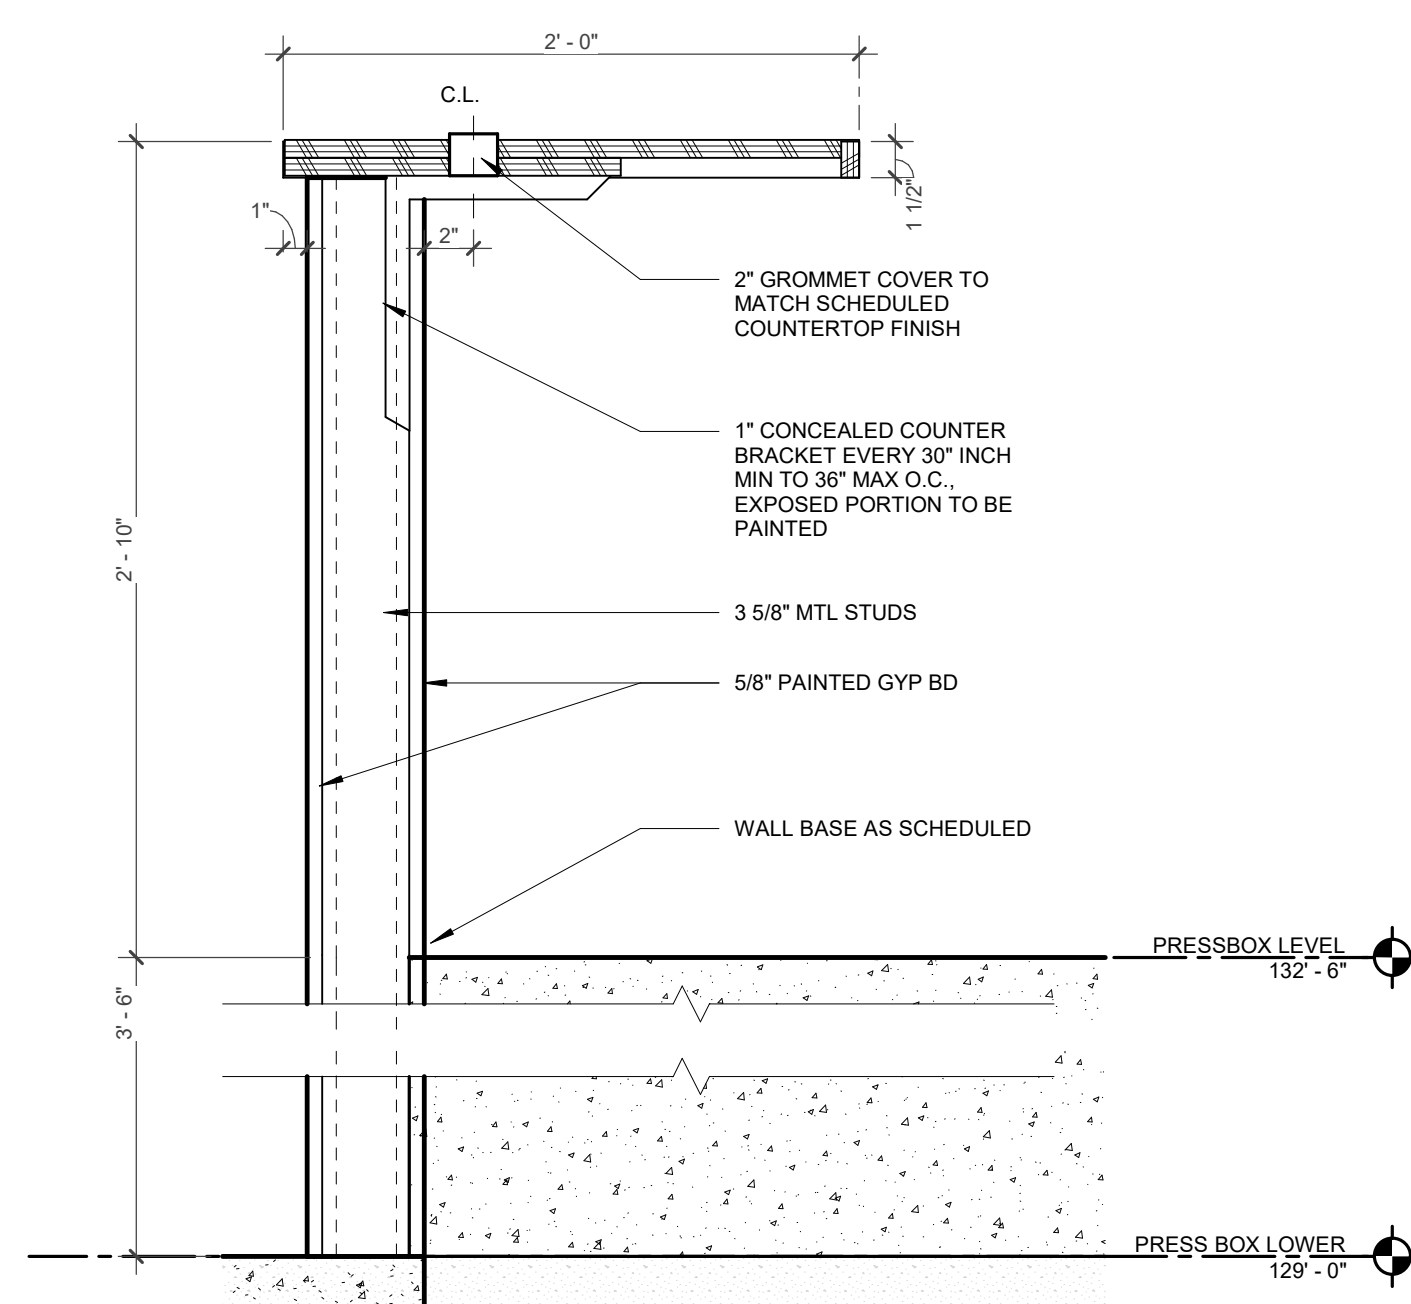 2' - 0"
C.L.
1"
2"
1 1/2"
2" GROMMET COVER TO
MATCH SCHEDULED
COUNTERTOP FINISH
1" CONCEALED COUNTER
BRACKET EVERY 30" INCH
MIN TO 36" MAX O.C.,
EXPOSED PORTION TO BE
PAINTED
2' - 10"
3 5/8" MTL STUDS
5/8" PAINTED GYP BD
WALL BASE AS SCHEDULED
PRESSBOX LEVEL
132' - 6"
3' - 6"
PRESS BOX LOWER
129' - 0"